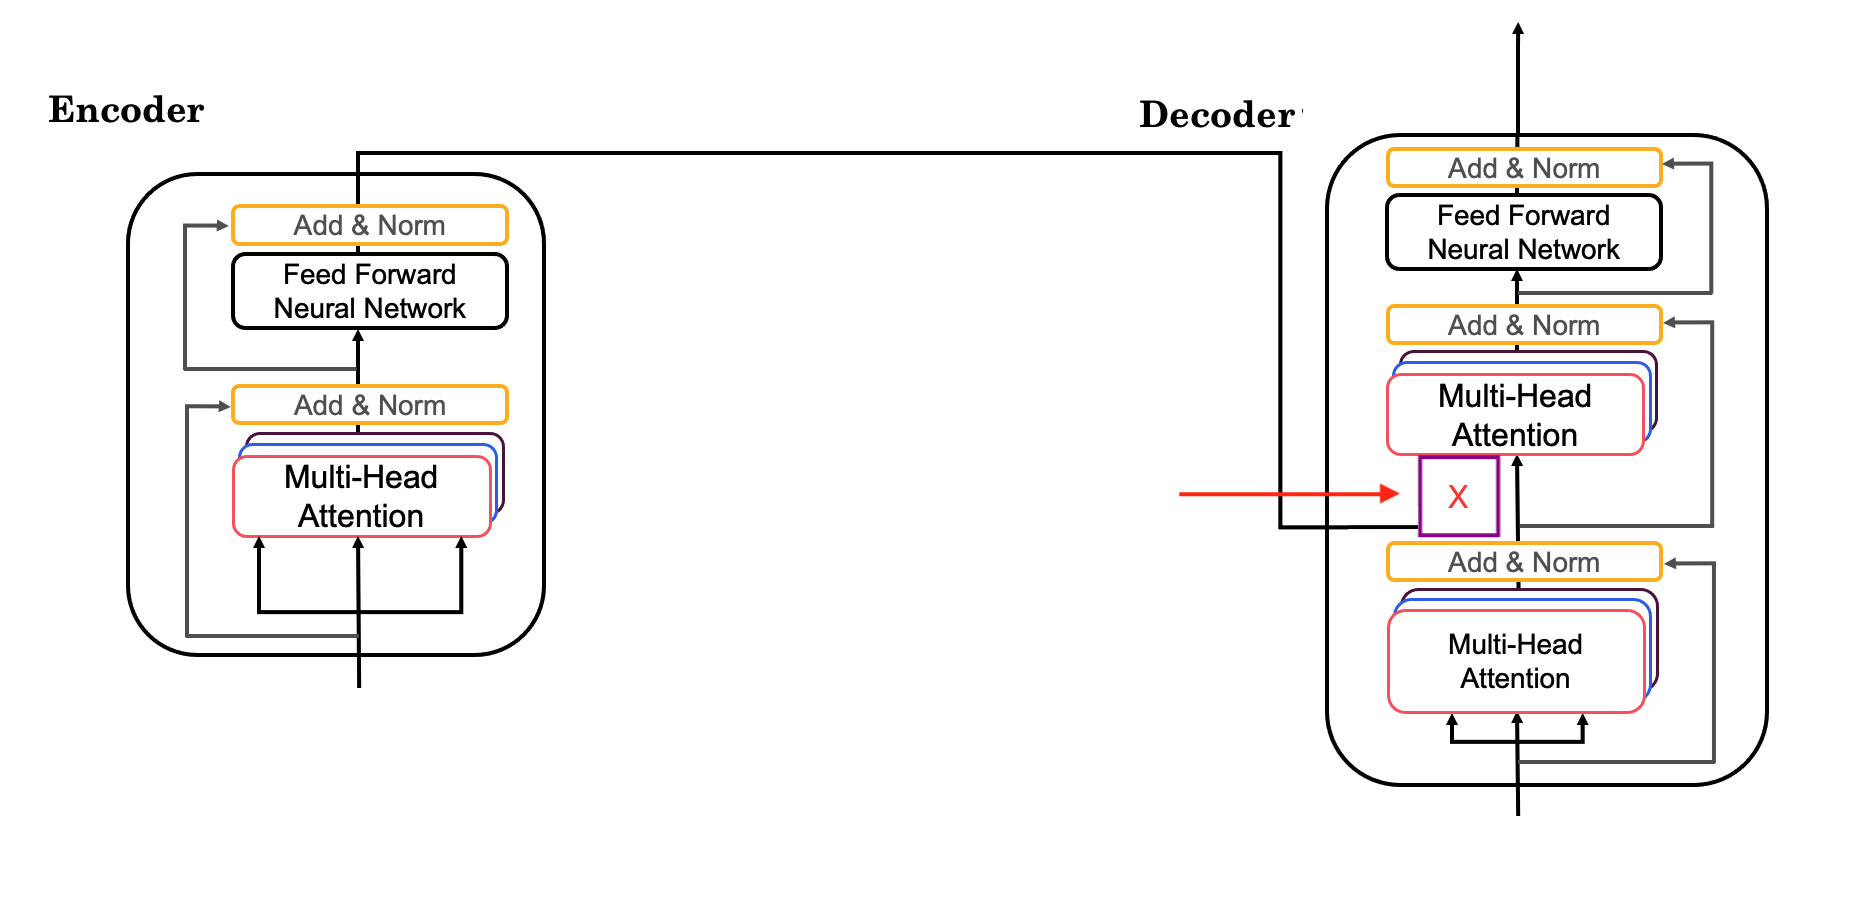 Encoder
Add & Norm
Feed Forward
Neural Network
Add & Norm
Multi-Head
Attention
Decoder
Add & Norm
Feed Forward
Neural Network
Add & Norm
Multi-Head
Attention
X
Add & Norm
Multi-Head
Attention